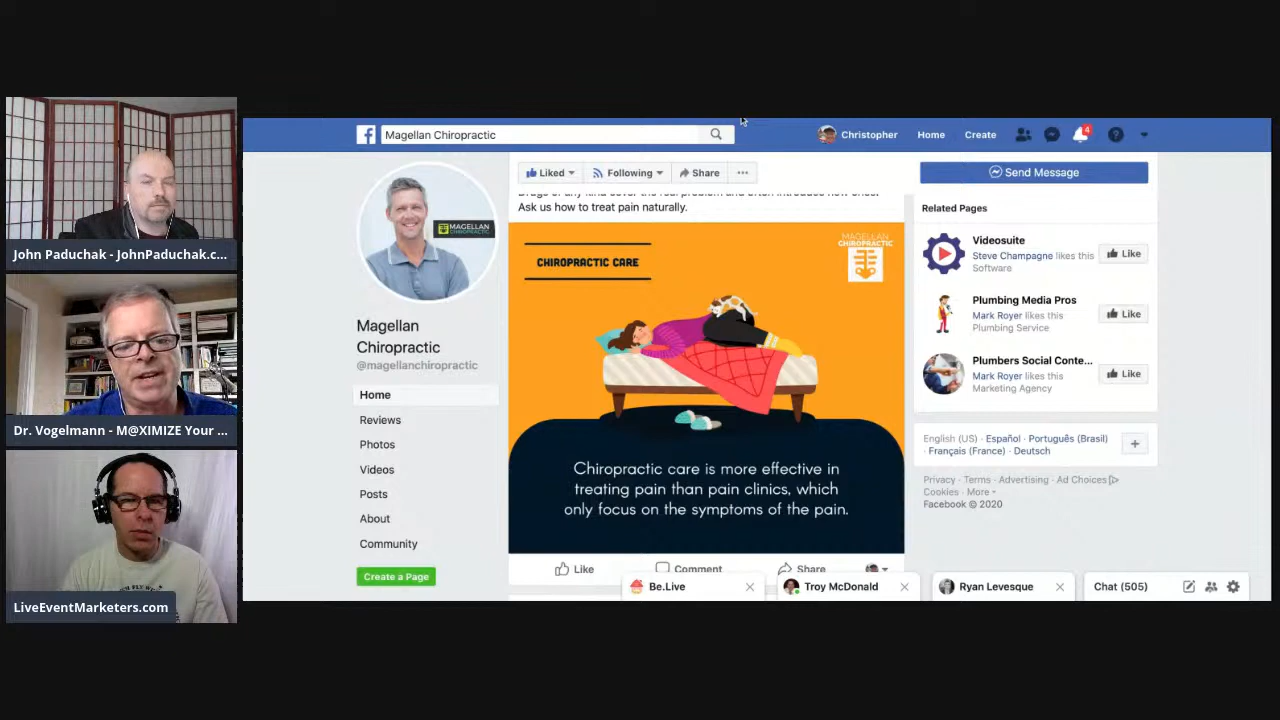 John Paduchak - JohnPaduchak.c...
Dr. Vogelmann - M@XIMIZE Your ...
LiveEventMarketers.com
Magellan Chiropractic
Christopher
Home
Create
4
MAGELLAN
CHIROPRACTIC
Magellan
Chiropractic
@magellanchiropractic
Home
Reviews
Photos
Videos
Posts
About
Community
Create a Page
Liked
Following
Share
Ask us how to treat pain naturally.
CHIROPRACTIC CARE
MAGELLAN
CHIROPRACTIC
Chiropractic care is more effective in
treating pain than pain clinics, which
only focus on the symptoms of the pain.
Like
Comment
Share
Send Message
Related Pages
Videosuite
Steve Champagne likes this
Software
Like
Plumbing Media Pros
Mark Royer likes this
Plumbing Service
Like
Plumbers Social Conte...
Mark Royer likes this
Marketing Agency
Like
English (US) · Español · Português (Brasil) ·
Français (France) · Deutsch
Privacy · Terms · Advertising · Ad Choices ·
Cookies · More
Facebook © 2020
Be.Live
Troy McDonald
Ryan Levesque
Chat (505)